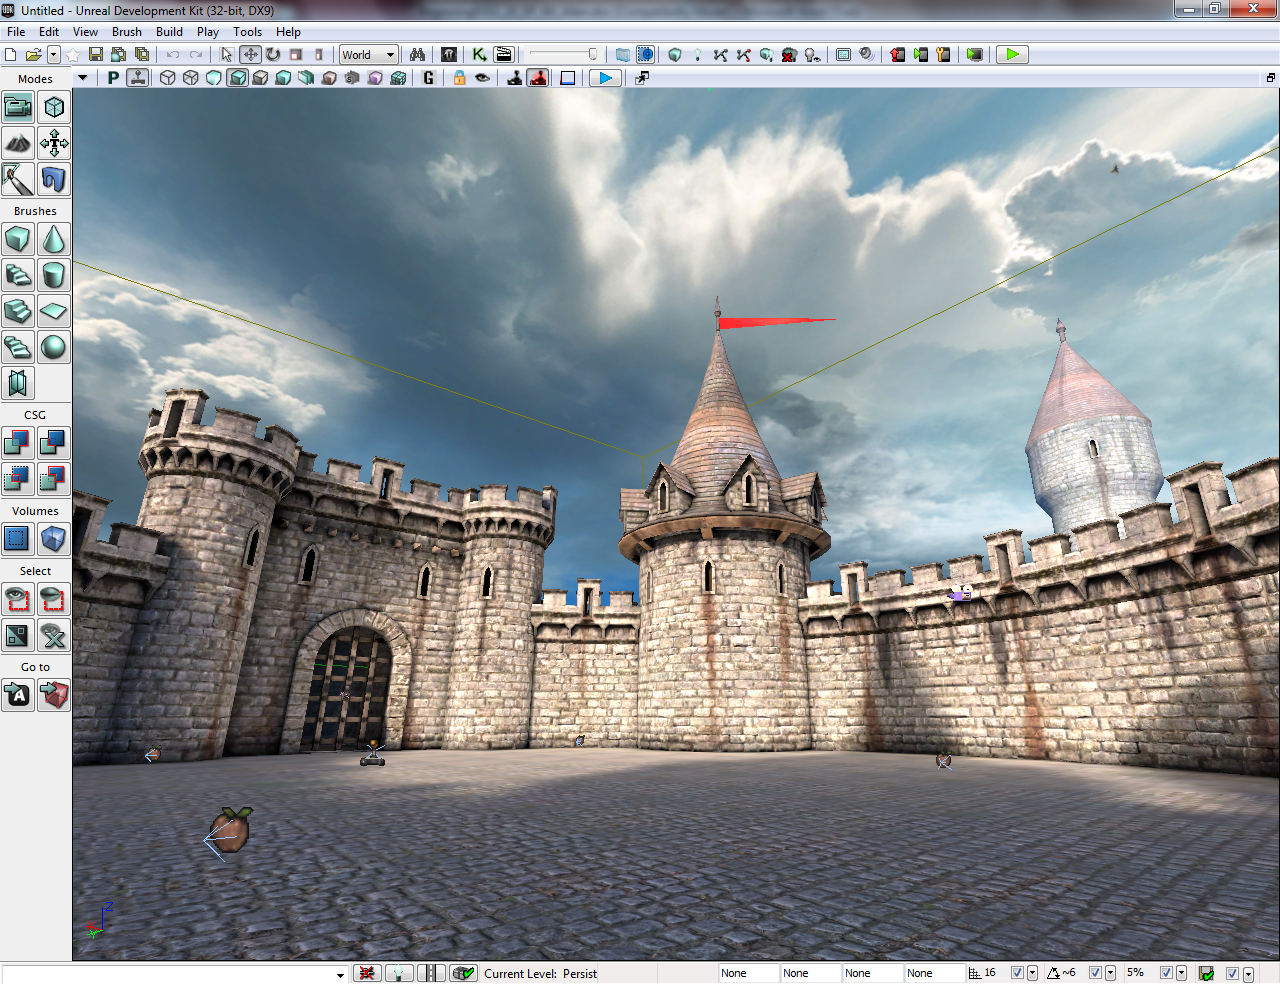 Untitled - Unreal Development Kit (32-bit, DX9)
File Edit View Brush Build Play Tools Help
World
Modes
P
G
Brushes
CSG
Volumes
Select
Go to
A
Z
Current Level: Persist
None None None None 16 ~6 5%